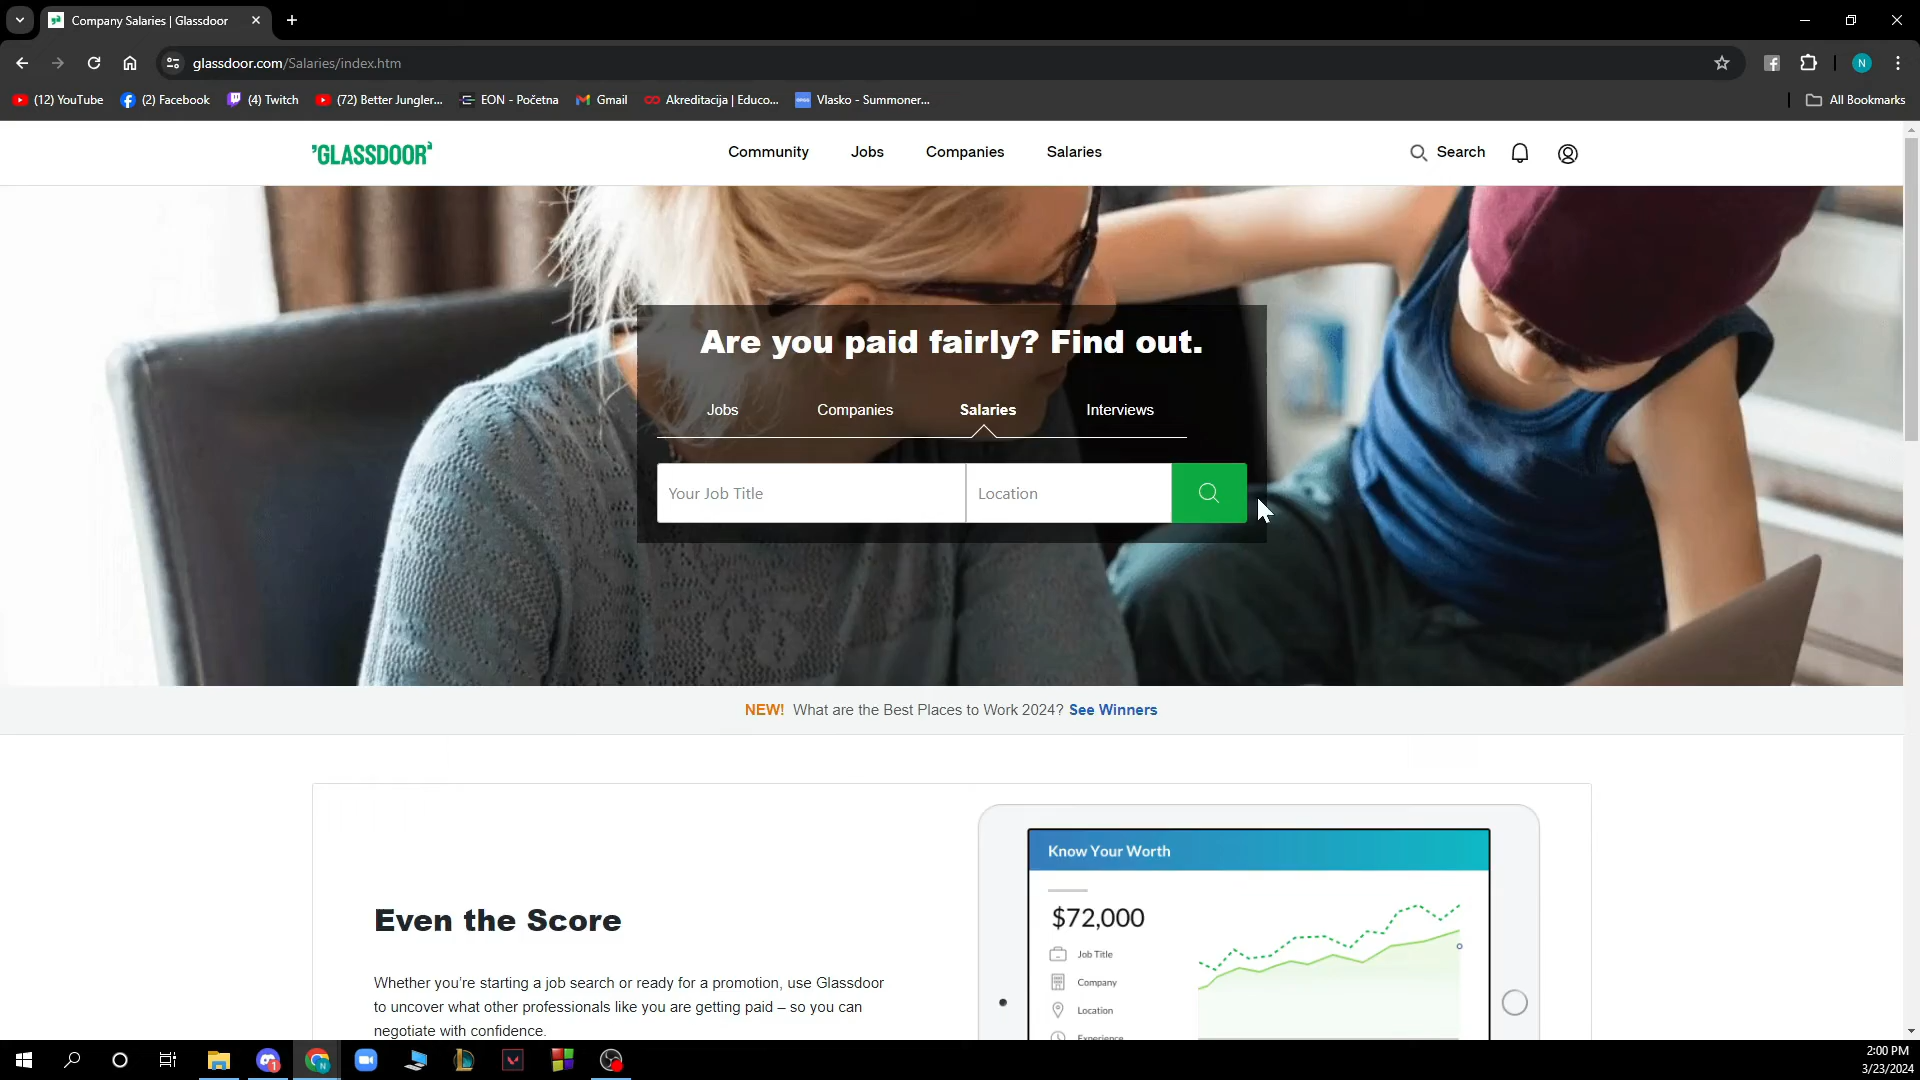 Company Salaries | Glassdoor
glassdoor.com/Salaries/index.htm
N
(12) YouTube
(2) Facebook
(4) Twitch
(72) Better Jungler...
EON - Početna
Gmail
Akreditacija | Educo...
Vlasko - Summoner...
All Bookmarks
GLASSDOOR
Community
Jobs
Companies
Salaries
Search
Are you paid fairly? Find out.
Jobs
Companies
Salaries
Interviews
Your Job Title
Location
NEW! What are the Best Places to Work 2024? See Winners
Even the Score
Whether you're starting a job search or ready for a promotion, use Glassdoor
to uncover what other professionals like you are getting paid – so you can
negotiate with confidence.
Know Your Worth
$72,000
Job Title
Company
Location
Experience
1
N
2:00 PM
3/23/2024